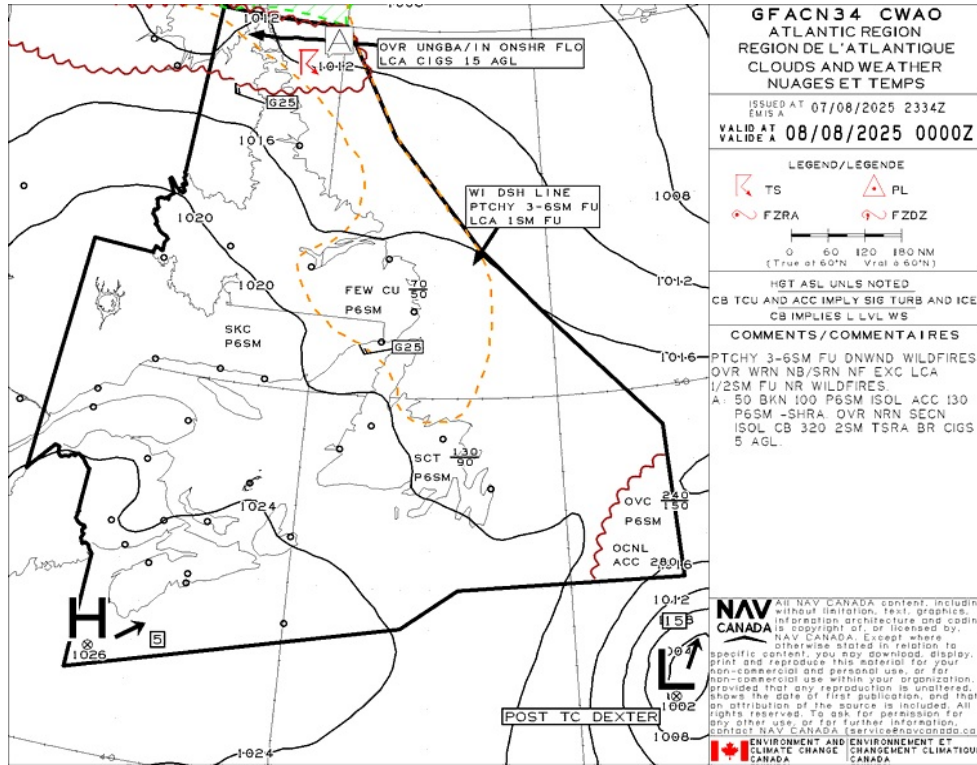 1012
1008
OVR UNGBA/IN ONSHR FLO
LCA CIGS 15 AGL
1012
G25
1016
WI DSH LINE
PTCHY 3-6SM FU
LCA 1SM FU
1008
1020
1020
1012
FEW CU 70
50
P6SM
SKC
P6SM
G25
1016
50
SCT 130
90
P6SM
1024
OVC 240
150
P6SM
OCNL
ACC 280
1016
1012
H
1026
5
15
L
1002
POST TC DEXTER
1008
1024
40
GFACN34 CWAO
ATLANTIC REGION
REGION DE L'ATLANTIQUE
CLOUDS AND WEATHER
NUAGES ET TEMPS
ISSUED AT 07/08/2025 2334Z
EMIS A
VALID AT 08/08/2025 0000Z
VALIDE A
LEGEND/LEGENDE
TS
PL
FZRA
FZDZ
0 60 120 180 NM
(True at 60°N Vrai à 60°N)
HGT ASL UNLS NOTED
CB TCU AND ACC IMPLY SIG TURB AND ICE
CB IMPLIES L LVL WS
COMMENTS/COMMENTAIRES
PTCHY 3-6SM FU DNWND WILDFIRES
OVR WRN NB/SRN NF EXC LCA
1/2SM FU NR WILDFIRES.
A: 50 BKN 100 P6SM ISOL ACC 130
P6SM -SHRA. OVR NRN SECN
ISOL CB 320 2SM TSRA BR CIGS
5 AGL.
NAV
CANADA
All NAV CANADA content, includin
without limitation, text, graphics,
information architecture and codin
is copyright of, or licensed by,
NAV CANADA. Except where
otherwise stated in relation to
specific content, you may download, display,
print and reproduce this material for your
non-commercial and personal use, or for
non-commercial use within your organization,
provided that any reproduction is unaltered,
shows the date of first publication, and that
an attribution of the source is included. All
rights reserved. To ask for permission for
any other use, or for further information,
contact NAV CANADA (service@navcanada.ca
ENVIRONMENT AND
CLIMATE CHANGE
CANADA
ENVIRONNEMENT ET
CHANGEMENT CLIMATIQU
CANADA